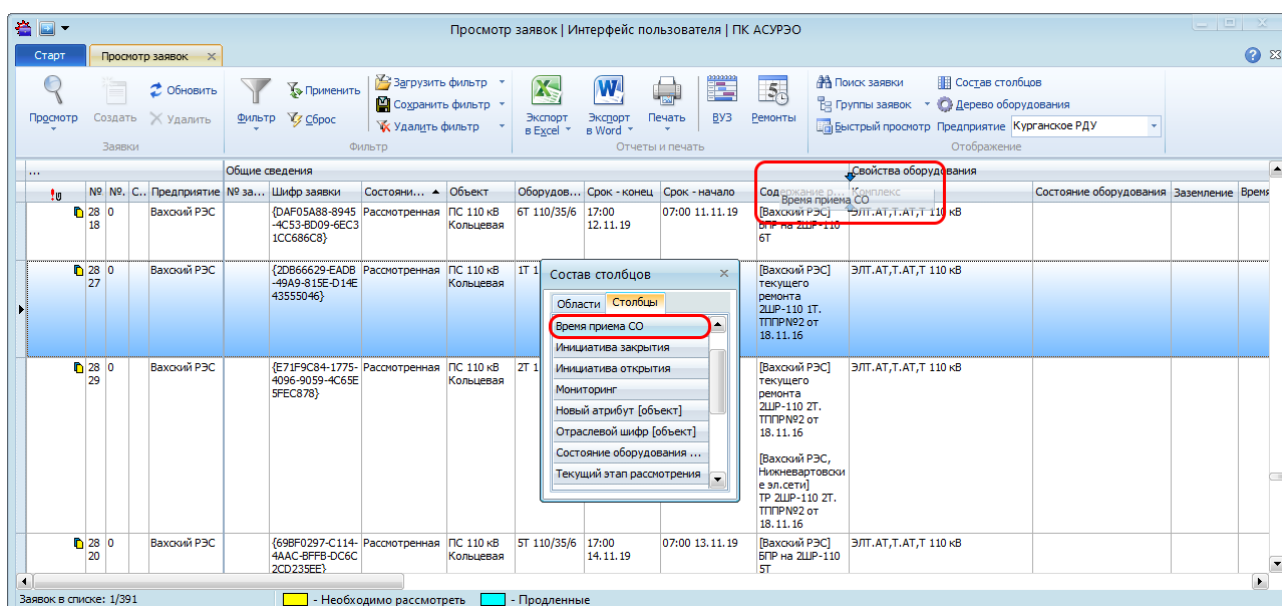 Просмотр заявок | Интерфейс пользователя | ПК АСУРЭО
Старт
Просмотр заявок
Просмотр
Создать
Обновить
Удалить
Заявки
Фильтр
Применить
Сброс
Загрузить фильтр
Сохранить фильтр
Удалить фильтр
Фильтр
Экспорт
в Excel
Экспорт
в Word
Печать
ВУЗ
Ремонты
Отчеты и печать
Поиск заявки
Группы заявок
Быстрый просмотр
Состав столбцов
Дерево оборудования
Предприятие Курганское РДУ
Отображение
... Общие сведения Свойства оборудования
№ №. С.. Предприятие № за... Шифр заявки Состояни... Объект Оборудов... Срок - конец Срок - начало Содержание р... Комплекс Состояние оборудования Заземление Время
Время приема СО
28 0 Вахский РЭС {DAF05A88-8945 Рассмотренная ПС 110 кВ 6Т 110/35/6 17:00 07:00 11.11.19 [Вахский РЭС] ЭЛТ.АТ,Т.АТ,Т 110 кВ
18 -4C53-BD09-6EC3 Кольцевая 12.11.19 БПР на 2ШР-110
1CC686C8} 6Т
28 0 Вахский РЭС {2DB66629-EADB Рассмотренная ПС 110 кВ 1Т 1 [Вахский РЭС] ЭЛТ.АТ,Т.АТ,Т 110 кВ
27 -49A9-815E-D14E Кольцевая текущего
43555046} ремонта
2ШР-110 1Т.
ТППР№2 от
18.11.16
28 0 Вахский РЭС {E71F9C84-1775- Рассмотренная ПС 110 кВ 2Т 1 [Вахский РЭС] ЭЛТ.АТ,Т.АТ,Т 110 кВ
29 4096-9059-4C65E Кольцевая текущего
5FEC878} ремонта
2ШР-110 2Т.
ТППР№2 от
18.11.16
[Вахский РЭС,
Нижневартовски
е эл.сети]
ТР 2ШР-110 2Т.
ТППР№2 от
18.11.16
28 0 Вахский РЭС {69BF0297-C114- Рассмотренная ПС 110 кВ 5Т 110/35/6 17:00 07:00 13.11.19 [Вахский РЭС] ЭЛТ.АТ,Т.АТ,Т 110 кВ
20 4AAC-BFFB-DC6C Кольцевая 14.11.19 БПР на 2ШР-110
2CD235EE} 5Т
Состав столбцов
Области Столбцы
Время приема СО
Инициатива закрытия
Инициатива открытия
Мониторинг
Новый атрибут [объект]
Отраслевой шифр [объект]
Состояние оборудования ...
Текущий этап рассмотрения
Заявок в списке: 1/391
- Необходимо рассмотреть
- Продленные